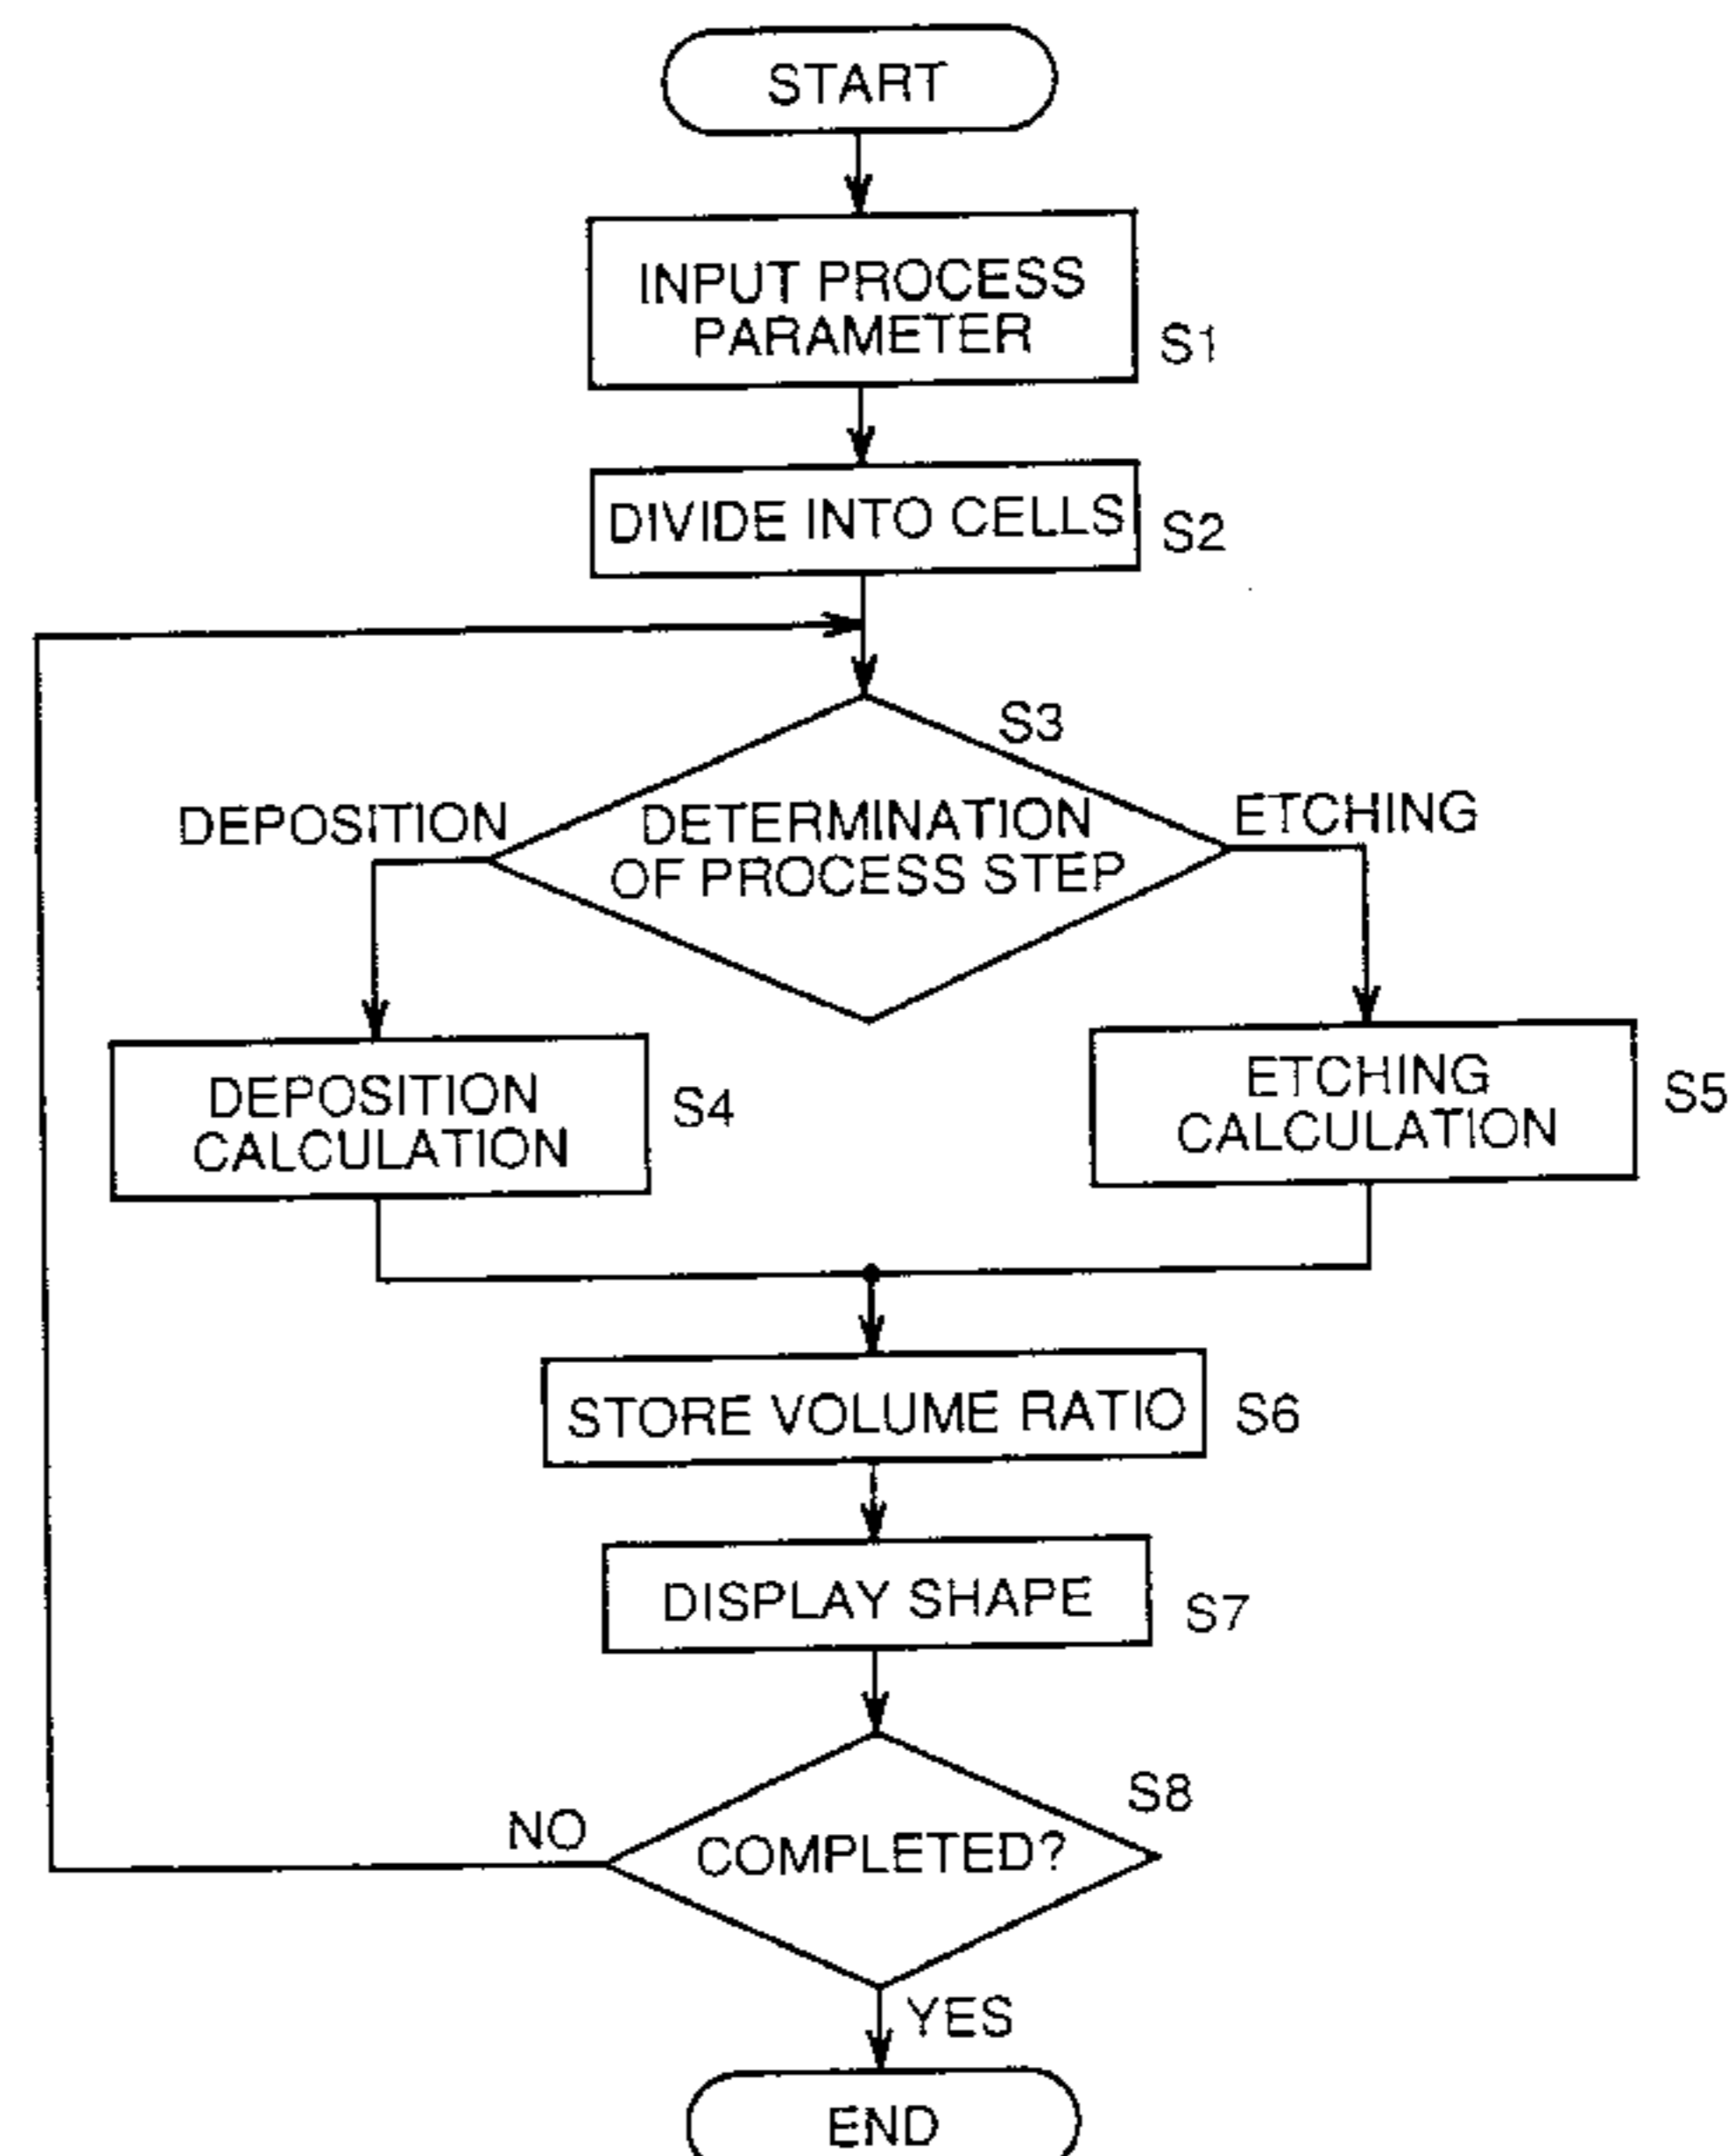 START
INPUT PROCESS
PARAMETER
S1
DIVIDE INTO CELLS
S2
S3
DEPOSITION
DETERMINATION
OF PROCESS STEP
ETCHING
DEPOSITION
CALCULATION
S4
ETCHING
CALCULATION
S5
STORE VOLUME RATIO
S6
DISPLAY SHAPE
S7
S8
NO
COMPLETED?
YES
END